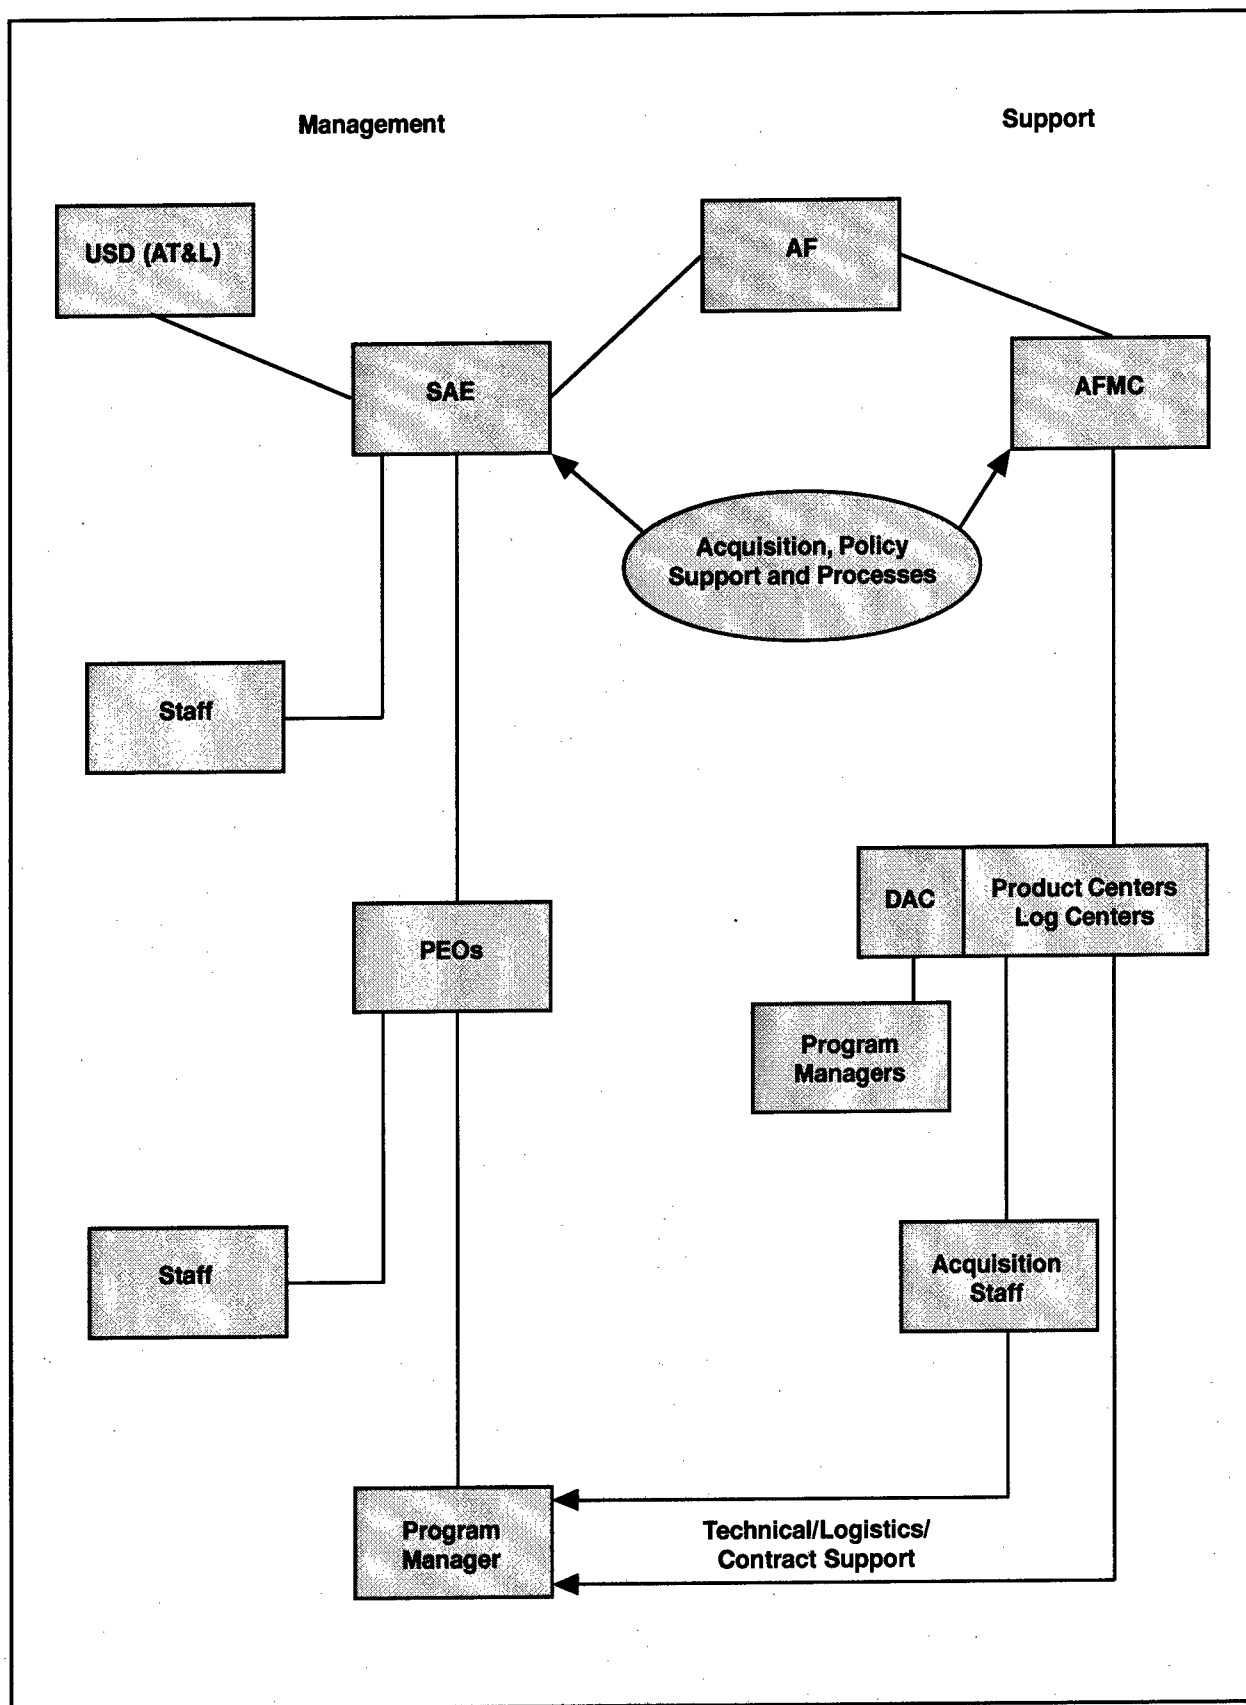 Management
Support
USD (AT&L)
AF
SAE
AFMC
Acquisition, Policy
Support and Processes
Staff
DAC
Product Centers
Log Centers
PEOs
Program
Managers
Staff
Acquisition
Staff
Program
Manager
Technical/Logistics/
Contract Support